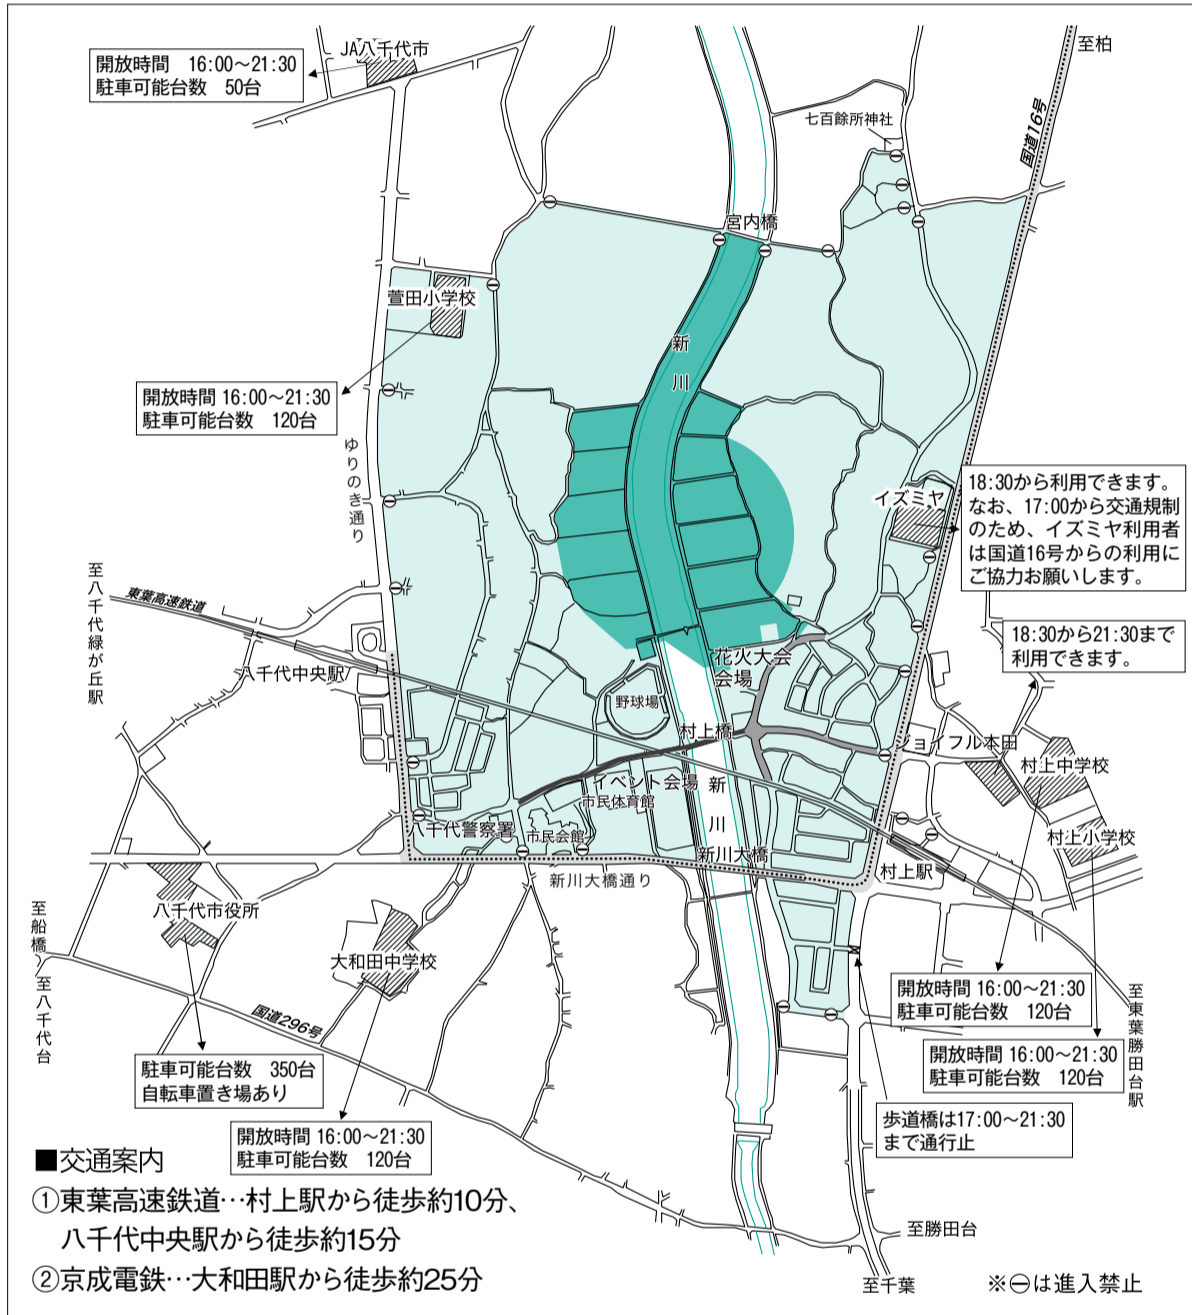 至柏
JA八千代市
開放時間　16:00〜21:30
駐車可能台数　50台
七百餘所神社
国道16号
宮内橋
萱田小学校
新川
開放時間 16:00〜21:30
駐車可能台数　120台
ゆりのき通り
イズミヤ
18:30から利用できます。
なお、17:00から交通規制
のため、イズミヤ利用者
は国道16号からの利用に
ご協力お願いします。
至八千代緑が丘駅
東葉高速鉄道
18:30から21:30まで
利用できます。
八千代中央駅
花火大会
会場
野球場
村上橋
ジョイフル本田
村上中学校
イベント会場
市民体育館
新川
八千代警察署
市民会館
村上小学校
新川大橋
新川大橋通り
村上駅
至船橋
八千代市役所
大和田中学校
至八千代台
国道296号
開放時間 16:00〜21:30
駐車可能台数　120台
至東葉勝田台駅
開放時間 16:00〜21:30
駐車可能台数　120台
駐車可能台数　350台
自転車置き場あり
歩道橋は17:00〜21:30
まで通行止
開放時間 16:00〜21:30
駐車可能台数　120台
■交通案内
①東葉高速鉄道…村上駅から徒歩約10分、
八千代中央駅から徒歩約15分
②京成電鉄…大和田駅から徒歩約25分
至勝田台
至千葉
※⊖は進入禁止